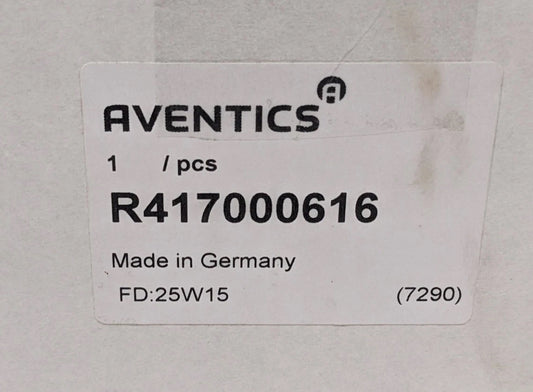 AVENTICS
1 / pcs
R417000616
Made in Germany
FD:25W15 (7290)